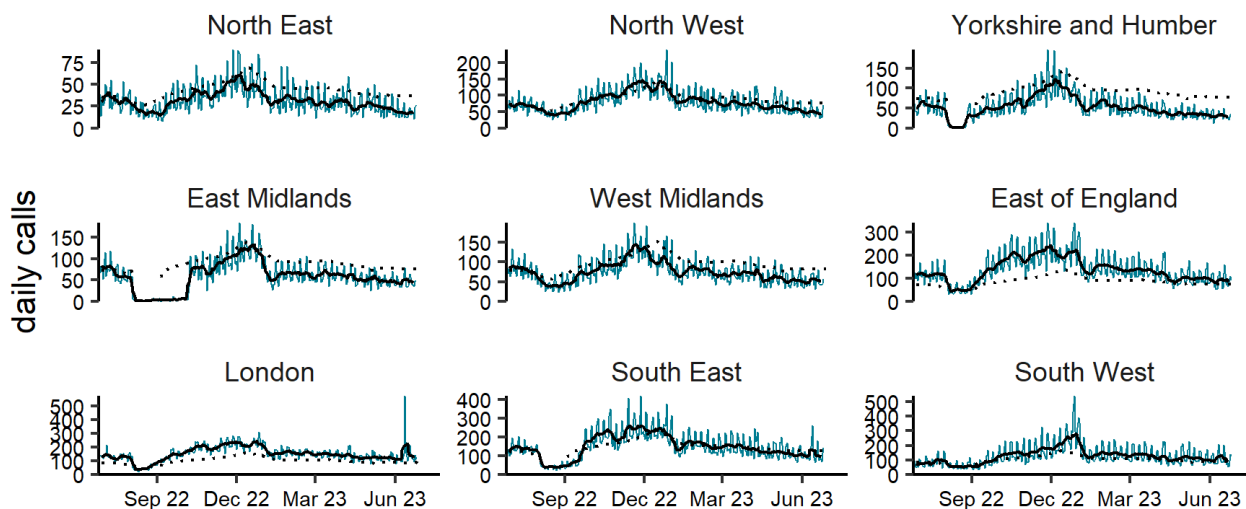 North East North West Yorkshire and Humber
75 200 150
50 150 100
25 100 50
0 50 0
0
East Midlands West Midlands East of England
daily calls
150 150 300
100 100 200
50 50 100
0 0 0
London South East South West
500 400 500
400 300 400
300 200 300
200 100 200
100 0 100
0 0
Sep 22 Dec 22 Mar 23 Jun 23 Sep 22 Dec 22 Mar 23 Jun 23 Sep 22 Dec 22 Mar 23 Jun 23